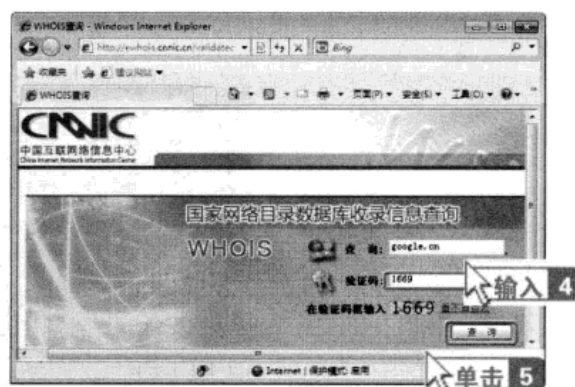 WHOIS查询 - Windows Internet Explorer
http://ewhois.cnnic.cn/validatec
Bing
收藏夹 建议网站
WHOIS查询
页面(P) 安全(S) 工具(O)
CNNIC
中国互联网络信息中心
China Internet Network Information Center
国家网络目录数据库收录信息查询
WHOIS
查 询: google.cn
验证码: 1669
输入 4
在验证码框输入 1669
查 询
Internet | 保护模式: 启用
单击 5